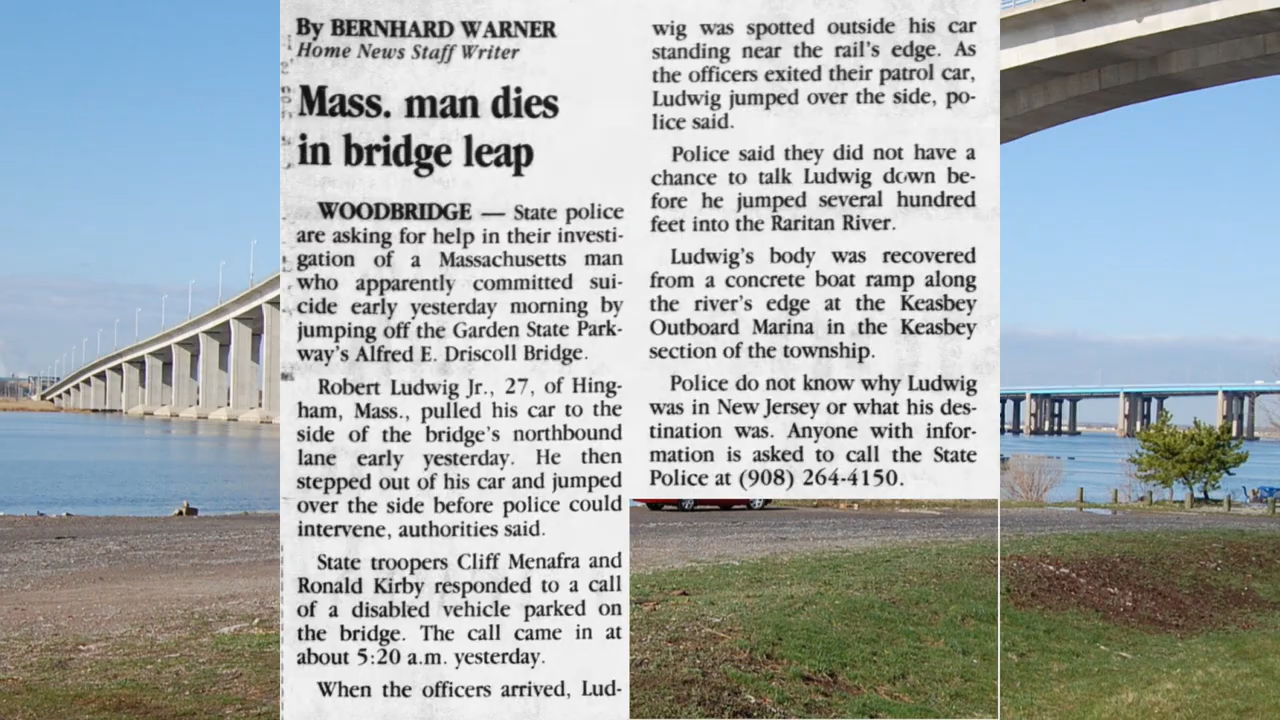 By BERNHARD WARNER
Home News Staff Writer
Mass. man dies
in bridge leap
WOODBRIDGE — State police
are asking for help in their investi-
gation of a Massachusetts man
who apparently committed sui-
cide early yesterday morning by
jumping off the Garden State Park-
way's Alfred E. Driscoll Bridge.
Robert Ludwig Jr., 27, of Hing-
ham, Mass., pulled his car to the
side of the bridge's northbound
lane early yesterday. He then
stepped out of his car and jumped
over the side before police could
intervene, authorities said.
State troopers Cliff Menafra and
Ronald Kirby responded to a call
of a disabled vehicle parked on
the bridge. The call came in at
about 5:20 a.m. yesterday.
When the officers arrived, Lud-
wig was spotted outside his car
standing near the rail's edge. As
the officers exited their patrol car,
Ludwig jumped over the side, po-
lice said.
Police said they did not have a
chance to talk Ludwig down be-
fore he jumped several hundred
feet into the Raritan River.
Ludwig's body was recovered
from a concrete boat ramp along
the river's edge at the Keasbey
Outboard Marina in the Keasbey
section of the township.
Police do not know why Ludwig
was in New Jersey or what his des-
tination was. Anyone with infor-
mation is asked to call the State
Police at (908) 264-4150.